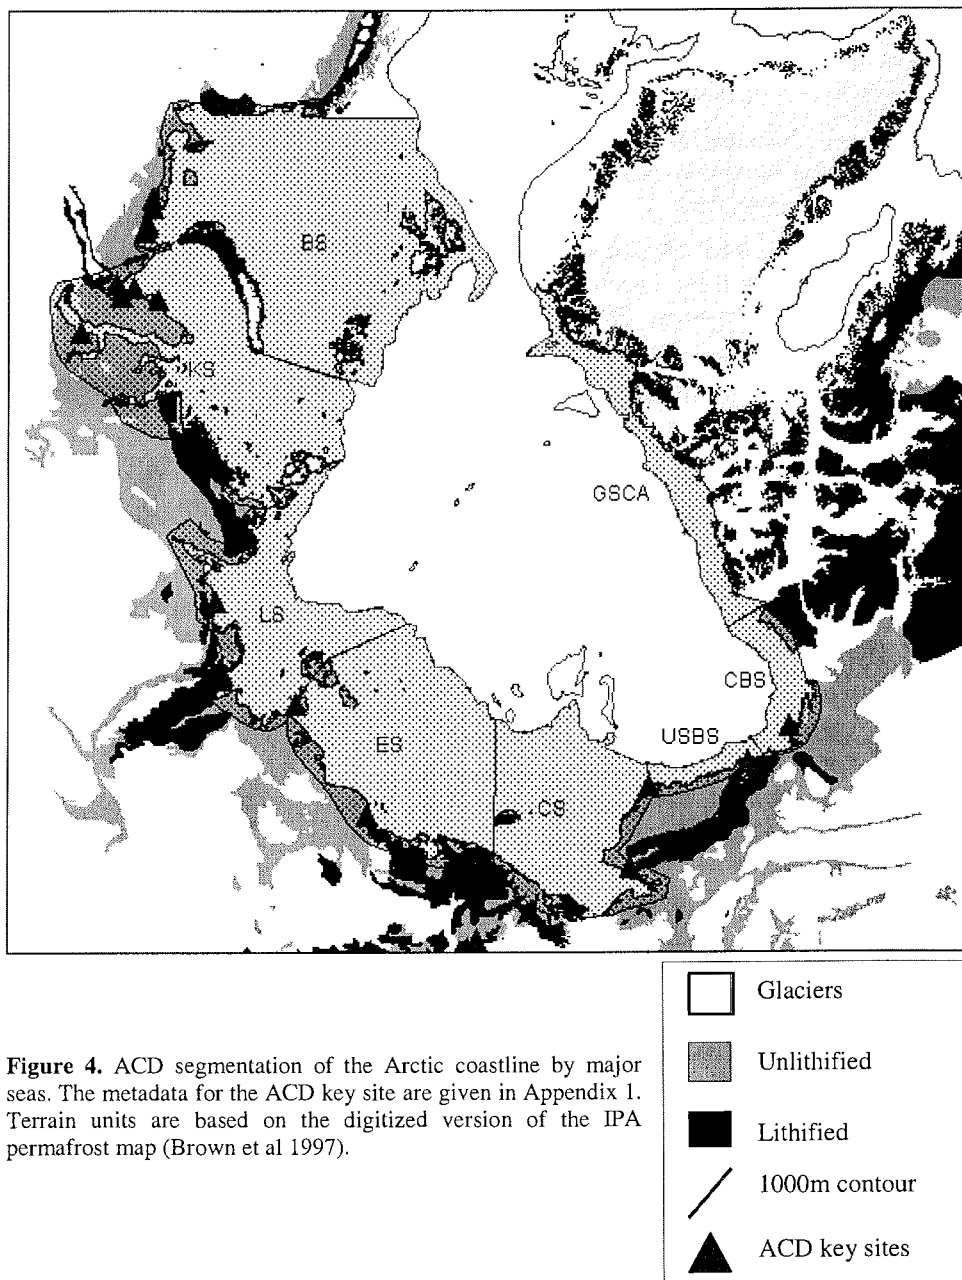 BS
KS
GSCA
LS
CBS
USBS
ES
CS
Glaciers
Unlithified
Lithified
1000m contour
ACD key sites
Figure 4. ACD segmentation of the Arctic coastline by major
seas. The metadata for the ACD key site are given in Appendix 1.
Terrain units are based on the digitized version of the IPA
permafrost map (Brown et al 1997).